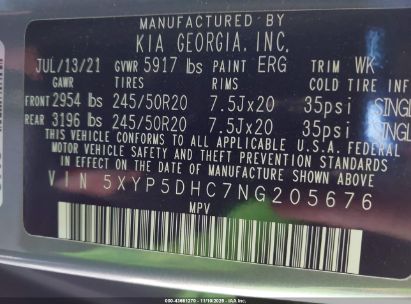 MANUFACTURED BY
KIA GEORGIA, INC.
JUL/13/21 GVWR 5917 lbs PAINT ERG TRIM WK
GAWR TIRES RIMS COLD TIRE INF
FRONT 2954 lbs 245/50R20 7.5Jx20 35psi SINGL
REAR 3196 lbs 245/50R20 7.5Jx20 35psi SINGL
THIS VEHICLE CONFORMS TO ALL APPLICABLE U.S.A. FEDERAL
MOTOR VEHICLE SAFETY AND THEFT PREVENTION STANDARDS
IN EFFECT ON THE DATE OF MANUFACTURE SHOWN ABOVE.
VIN 5XYP5DHC7NG205676
MPV